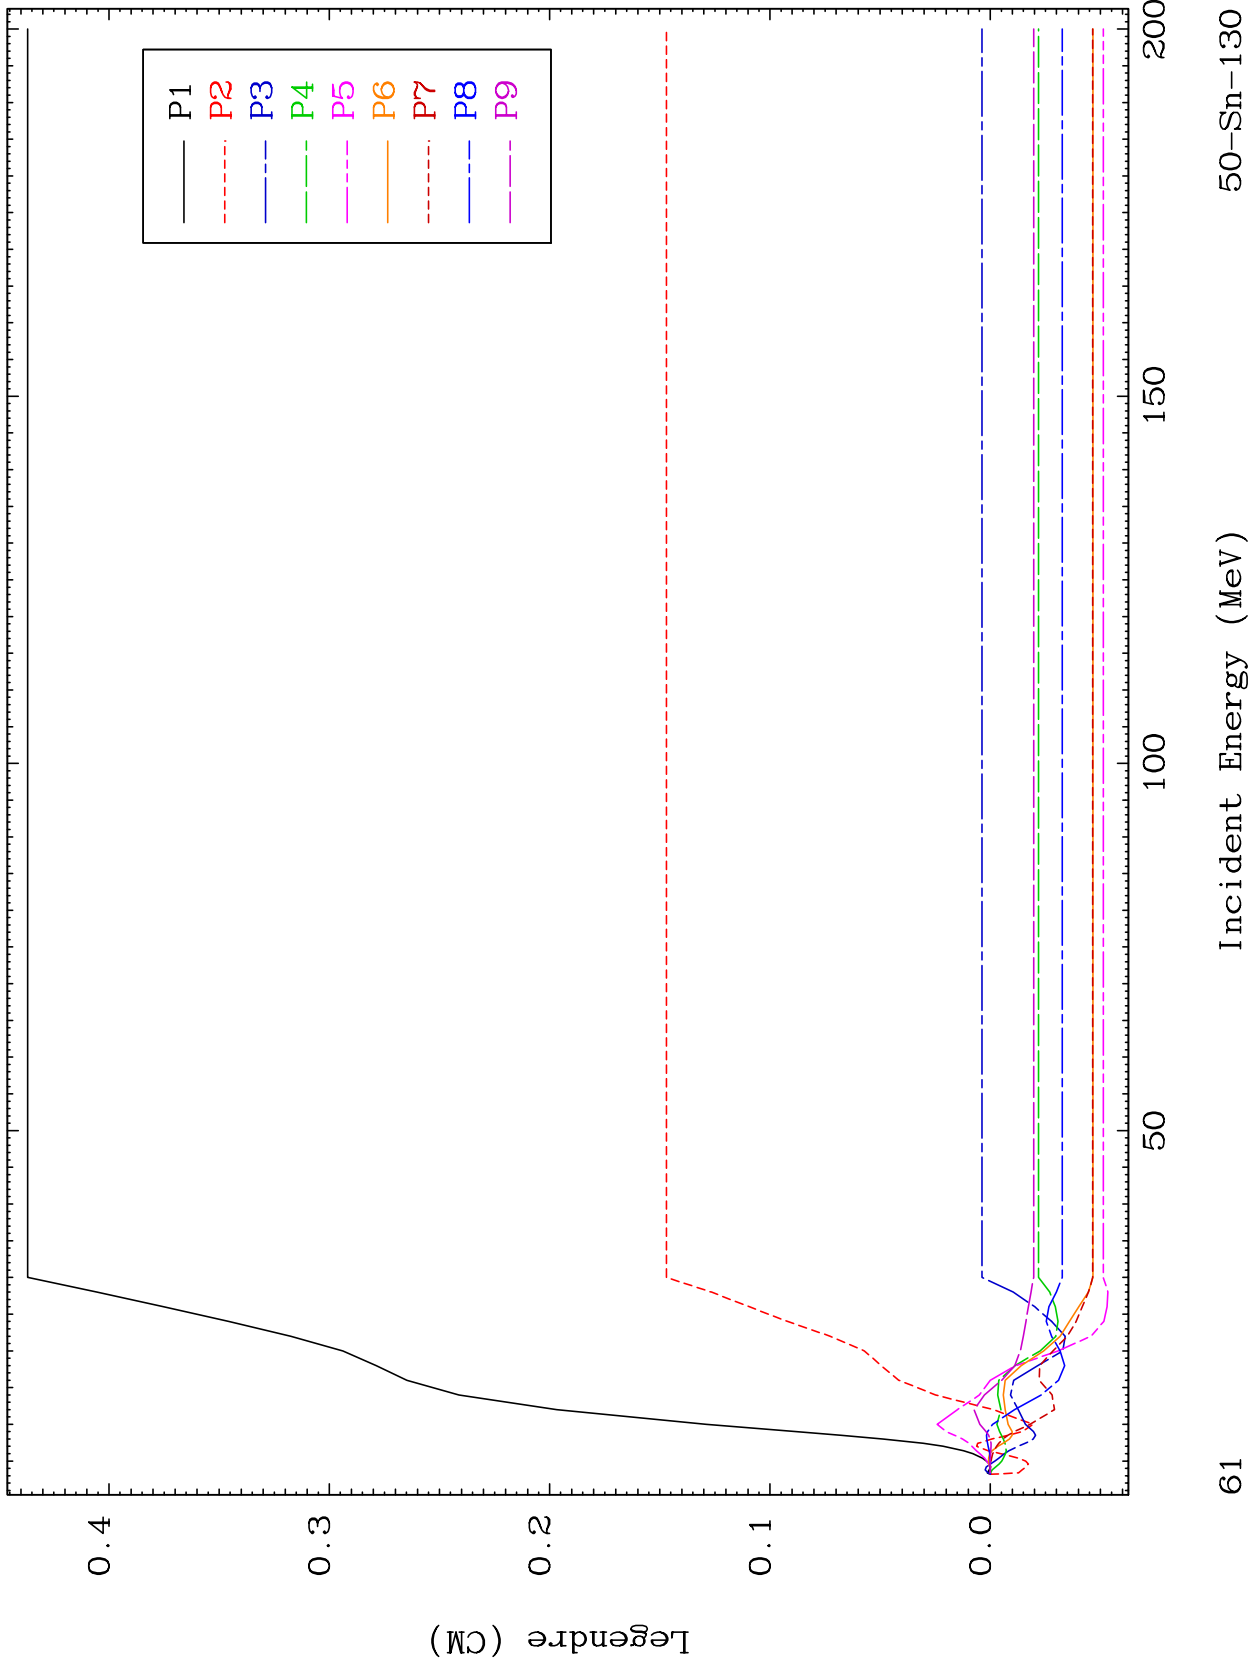 P1
P2
P3
P4
P5
P6
P7
P8
P9
0.4
0.3
0.2
0.1
0.0
Legendre (CM)
50
100
150
200
Incident Energy (MeV)
61
50-Sn-130